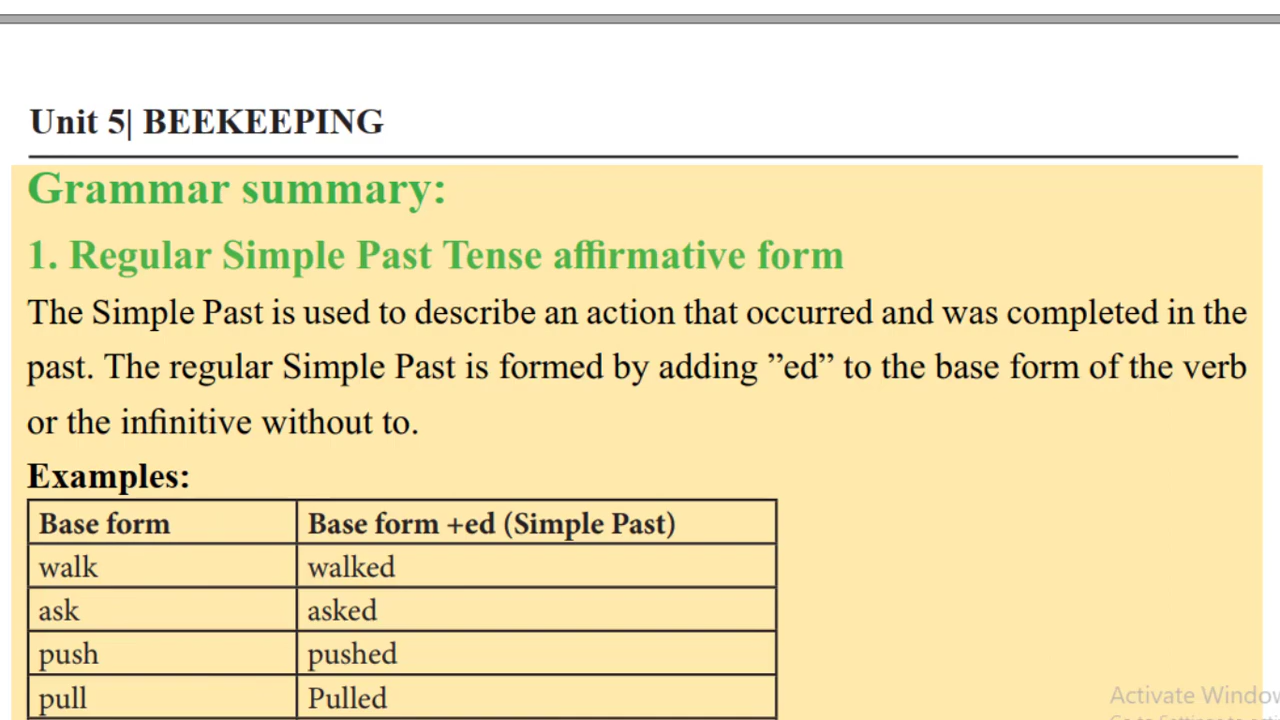 Unit 5| BEEKEEPING
Grammar summary:
1. Regular Simple Past Tense affirmative form
The Simple Past is used to describe an action that occurred and was completed in the
past. The regular Simple Past is formed by adding ”ed” to the base form of the verb
or the infinitive without to.
Examples:
Base form Base form +ed (Simple Past)
walk walked
ask asked
push pushed
pull Pulled
Activate Window